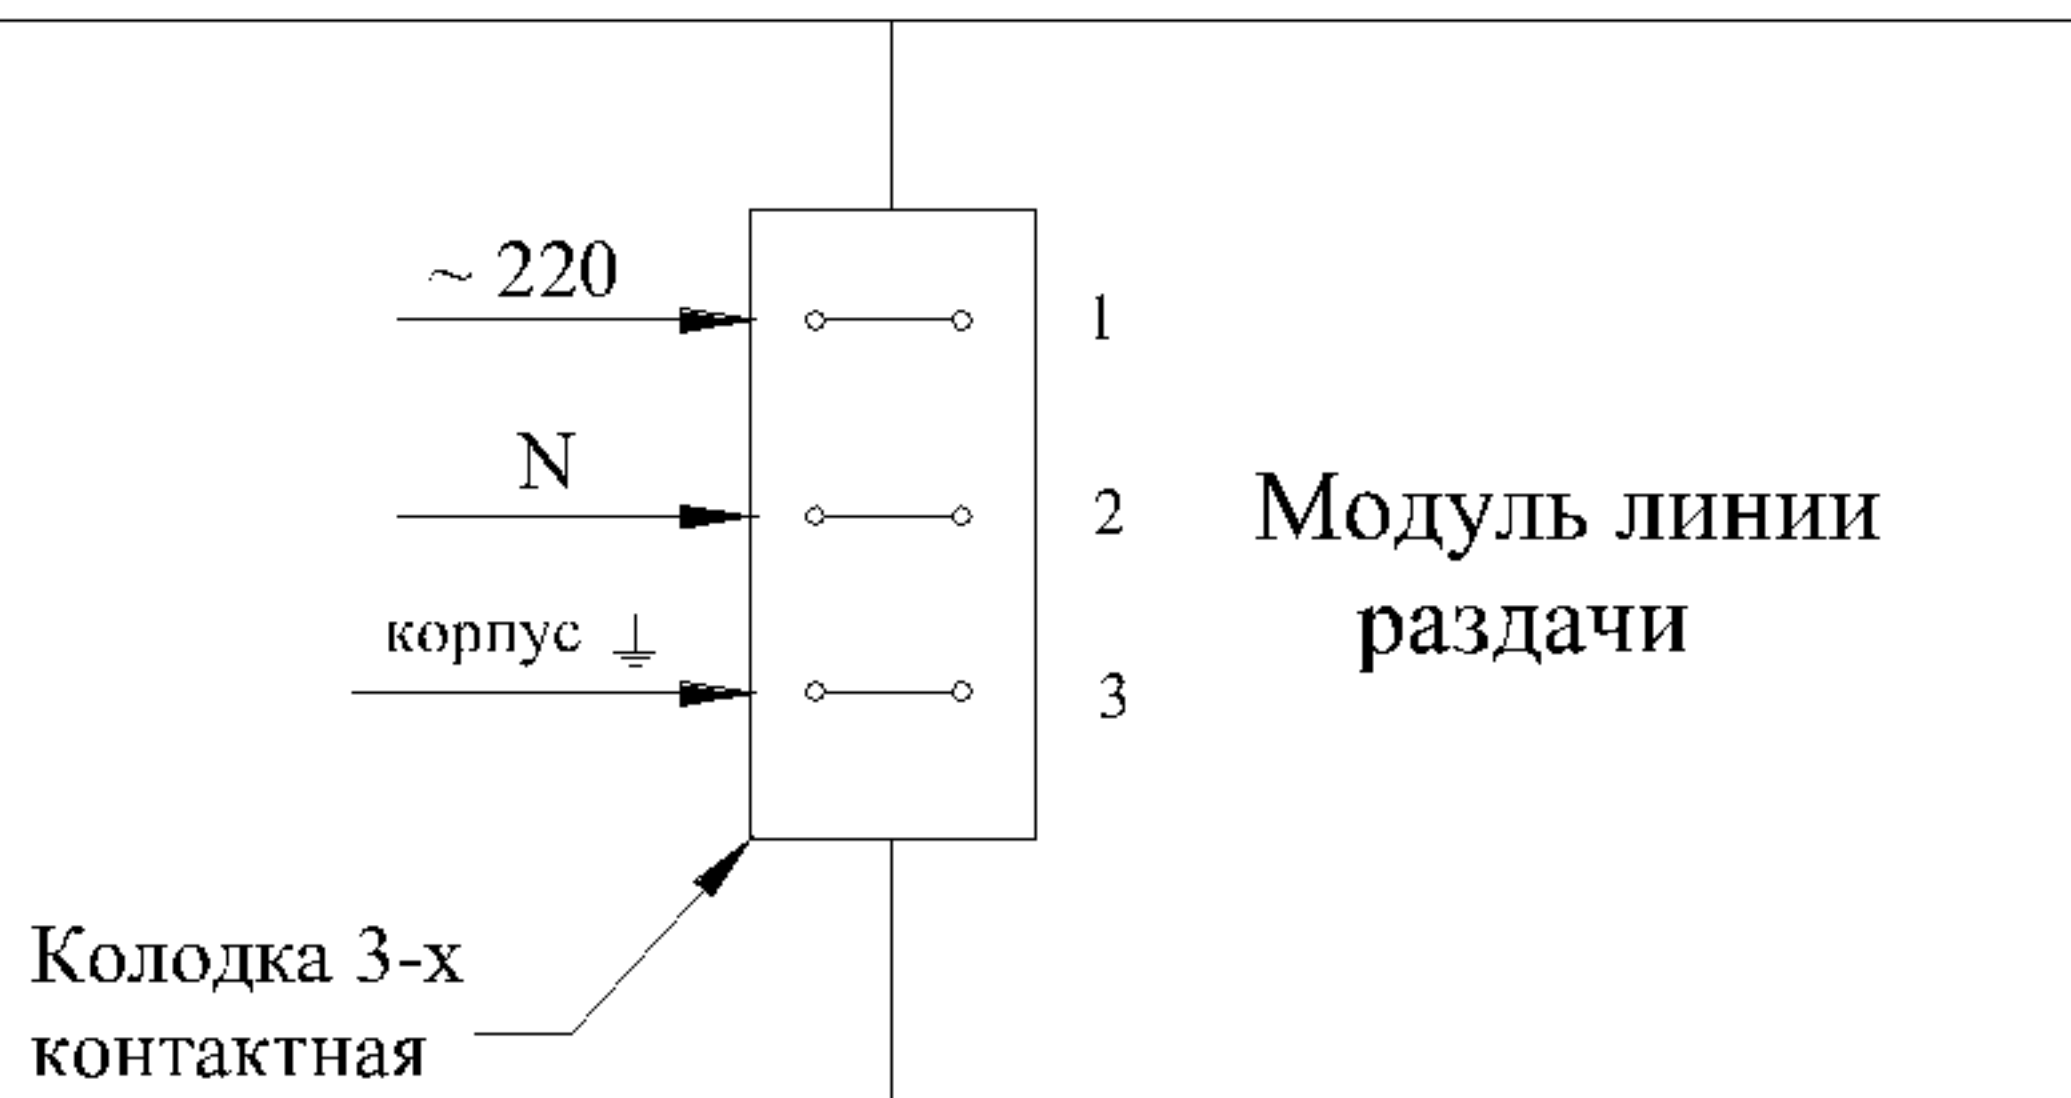 ~ 220
1
N
2
Модуль линии
раздачи
корпус
3
Колодка 3-х
контактная